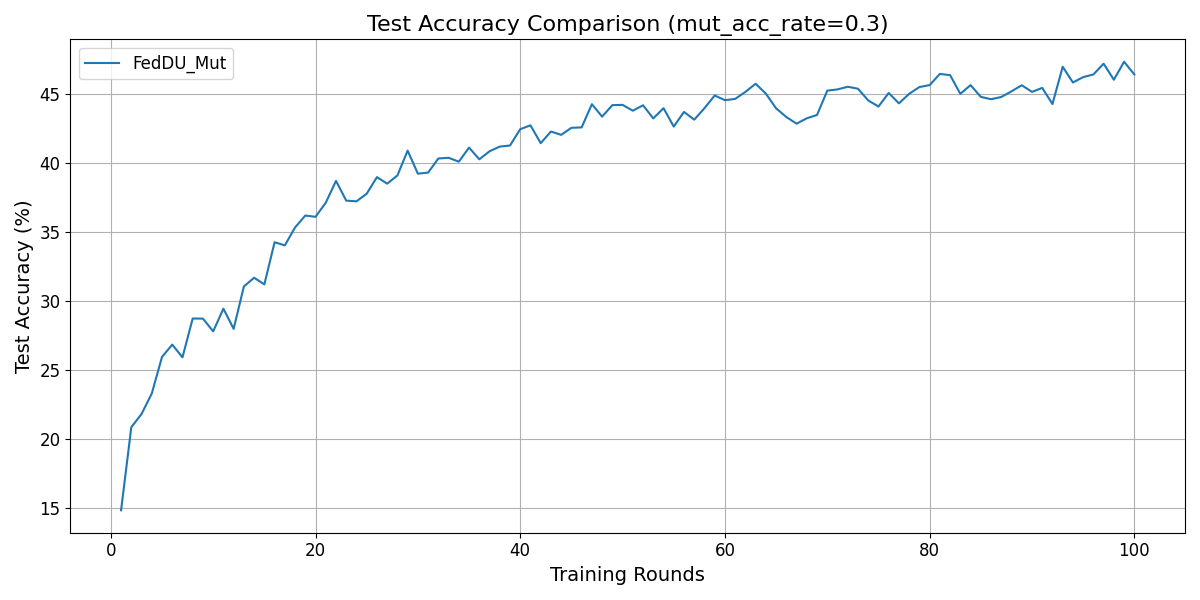 Test Accuracy Comparison (mut_acc_rate=0.3)
FedDU_Mut
Test Accuracy (%)
45
40
35
30
25
20
15
0 20 40 60 80 100
Training Rounds